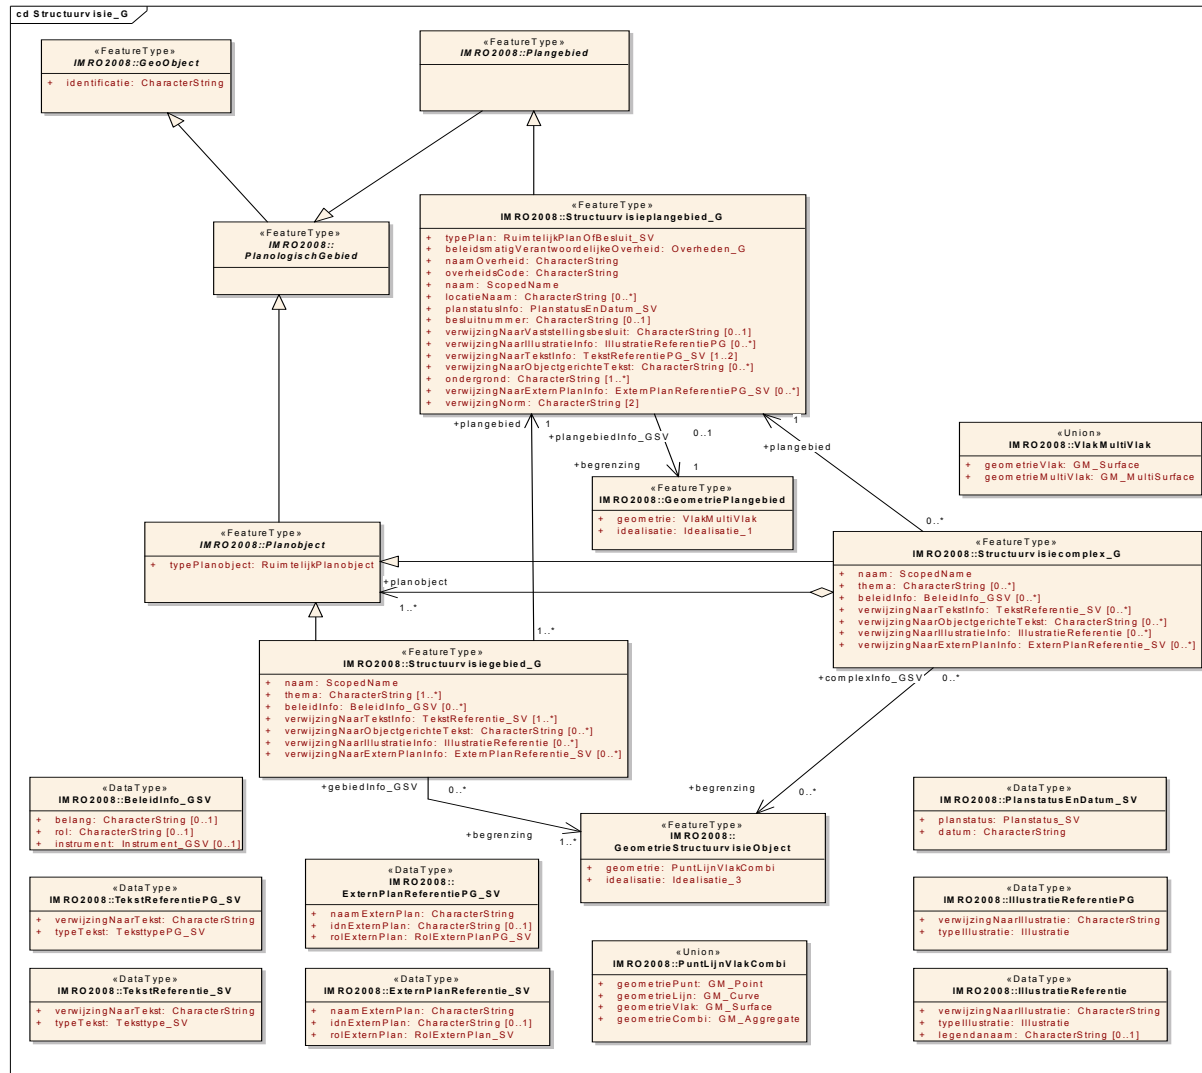 cd Structuurvisie_G
«FeatureType»
IMRO2008::GeoObject
+ identificatie: CharacterString
«FeatureType»
IMRO2008::Plangebied
«FeatureType»
IMRO2008::
PlanologischGebied
«FeatureType»
IMRO2008::Structuurvisieplangebied_G
+ typePlan: RuimtelijkPlanOfBesluit_SV
+ beleidsmatigVerantwoordelijkeOverheid: Overheden_G
+ naamOverheid: CharacterString
+ overheidsCode: CharacterString
+ naam: ScopedName
+ locatieNaam: CharacterString [0..*]
+ planstatusInfo: PlanstatusEnDatum_SV
+ besluitnummer: CharacterString [0..1]
+ verwijzingNaarVaststellingsbesluit: CharacterString [0..1]
+ verwijzingNaarIllustratieInfo: IllustratieReferentiePG [0..*]
+ verwijzingNaarTekstInfo: TekstReferentiePG_SV [1..2]
+ verwijzingNaarObjectgerichteTekst: CharacterString [0..*]
+ ondergrond: CharacterString [1..*]
+ verwijzingNaarExternPlanInfo: ExternPlanReferentiePG_SV [0..*]
+ verwijzingNorm: CharacterString [2]
+plangebied 1
+plangebiedInfo_GSV 0..1
+begrenzing 1
1
+plangebied
0..*
«Union»
IMRO2008::VlakMultiVlak
+ geometrieVlak: GM_Surface
+ geometrieMultiVlak: GM_MultiSurface
«FeatureType»
IMRO2008::GeometriePlangebied
+ geometrie: VlakMultiVlak
+ idealisatie: Idealisatie_1
«FeatureType»
IMRO2008::Planobject
+ typePlanobject: RuimtelijkPlanobject
+planobject
1..*
«FeatureType»
IMRO2008::Structuurvisiecomplex_G
+ naam: ScopedName
+ thema: CharacterString [0..*]
+ beleidInfo: BeleidInfo_GSV [0..*]
+ verwijzingNaarTekstInfo: TekstReferentie_SV [0..*]
+ verwijzingNaarObjectgerichteTekst: CharacterString [0..*]
+ verwijzingNaarIllustratieInfo: IllustratieReferentie [0..*]
+ verwijzingNaarExternPlanInfo: ExternPlanReferentie_SV [0..*]
1..*
«FeatureType»
IMRO2008::Structuurvisiegebied_G
+ naam: ScopedName
+ thema: CharacterString [1..*]
+ beleidInfo: BeleidInfo_GSV [0..*]
+ verwijzingNaarTekstInfo: TekstReferentie_SV [1..*]
+ verwijzingNaarObjectgerichteTekst: CharacterString [0..*]
+ verwijzingNaarIllustratieInfo: IllustratieReferentie [0..*]
+ verwijzingNaarExternPlanInfo: ExternPlanReferentie_SV [0..*]
+complexInfo_GSV 0..*
+begrenzing 0..*
+gebiedInfo_GSV 0..*
+begrenzing
1..*
«FeatureType»
IMRO2008::
GeometrieStructuurvisieObject
+ geometrie: PuntLijnVlakCombi
+ idealisatie: Idealisatie_3
«DataType»
IMRO2008::BeleidInfo_GSV
+ belang: CharacterString [0..1]
+ rol: CharacterString [0..1]
+ instrument: Instrument_GSV [0..1]
«DataType»
IMRO2008::PlanstatusEnDatum_SV
+ planstatus: Planstatus_SV
+ datum: CharacterString
«DataType»
IMRO2008::TekstReferentiePG_SV
+ verwijzingNaarTekst: CharacterString
+ typeTekst: TeksttypePG_SV
«DataType»
IMRO2008::
ExternPlanReferentiePG_SV
+ naamExternPlan: CharacterString
+ idnExternPlan: CharacterString [0..1]
+ rolExternPlan: RolExternPlanPG_SV
«DataType»
IMRO2008::IllustratieReferentiePG
+ verwijzingNaarIllustratie: CharacterString
+ typeIllustratie: Illustratie
«DataType»
IMRO2008::TekstReferentie_SV
+ verwijzingNaarTekst: CharacterString
+ typeTekst: Teksttype_SV
«DataType»
IMRO2008::ExternPlanReferentie_SV
+ naamExternPlan: CharacterString
+ idnExternPlan: CharacterString [0..1]
+ rolExternPlan: RolExternPlan_SV
«Union»
IMRO2008::PuntLijnVlakCombi
+ geometriePunt: GM_Point
+ geometrieLijn: GM_Curve
+ geometrieVlak: GM_Surface
+ geometrieCombi: GM_Aggregate
«DataType»
IMRO2008::IllustratieReferentie
+ verwijzingNaarIllustratie: CharacterString
+ typeIllustratie: Illustratie
+ legendanaam: CharacterString [0..1]